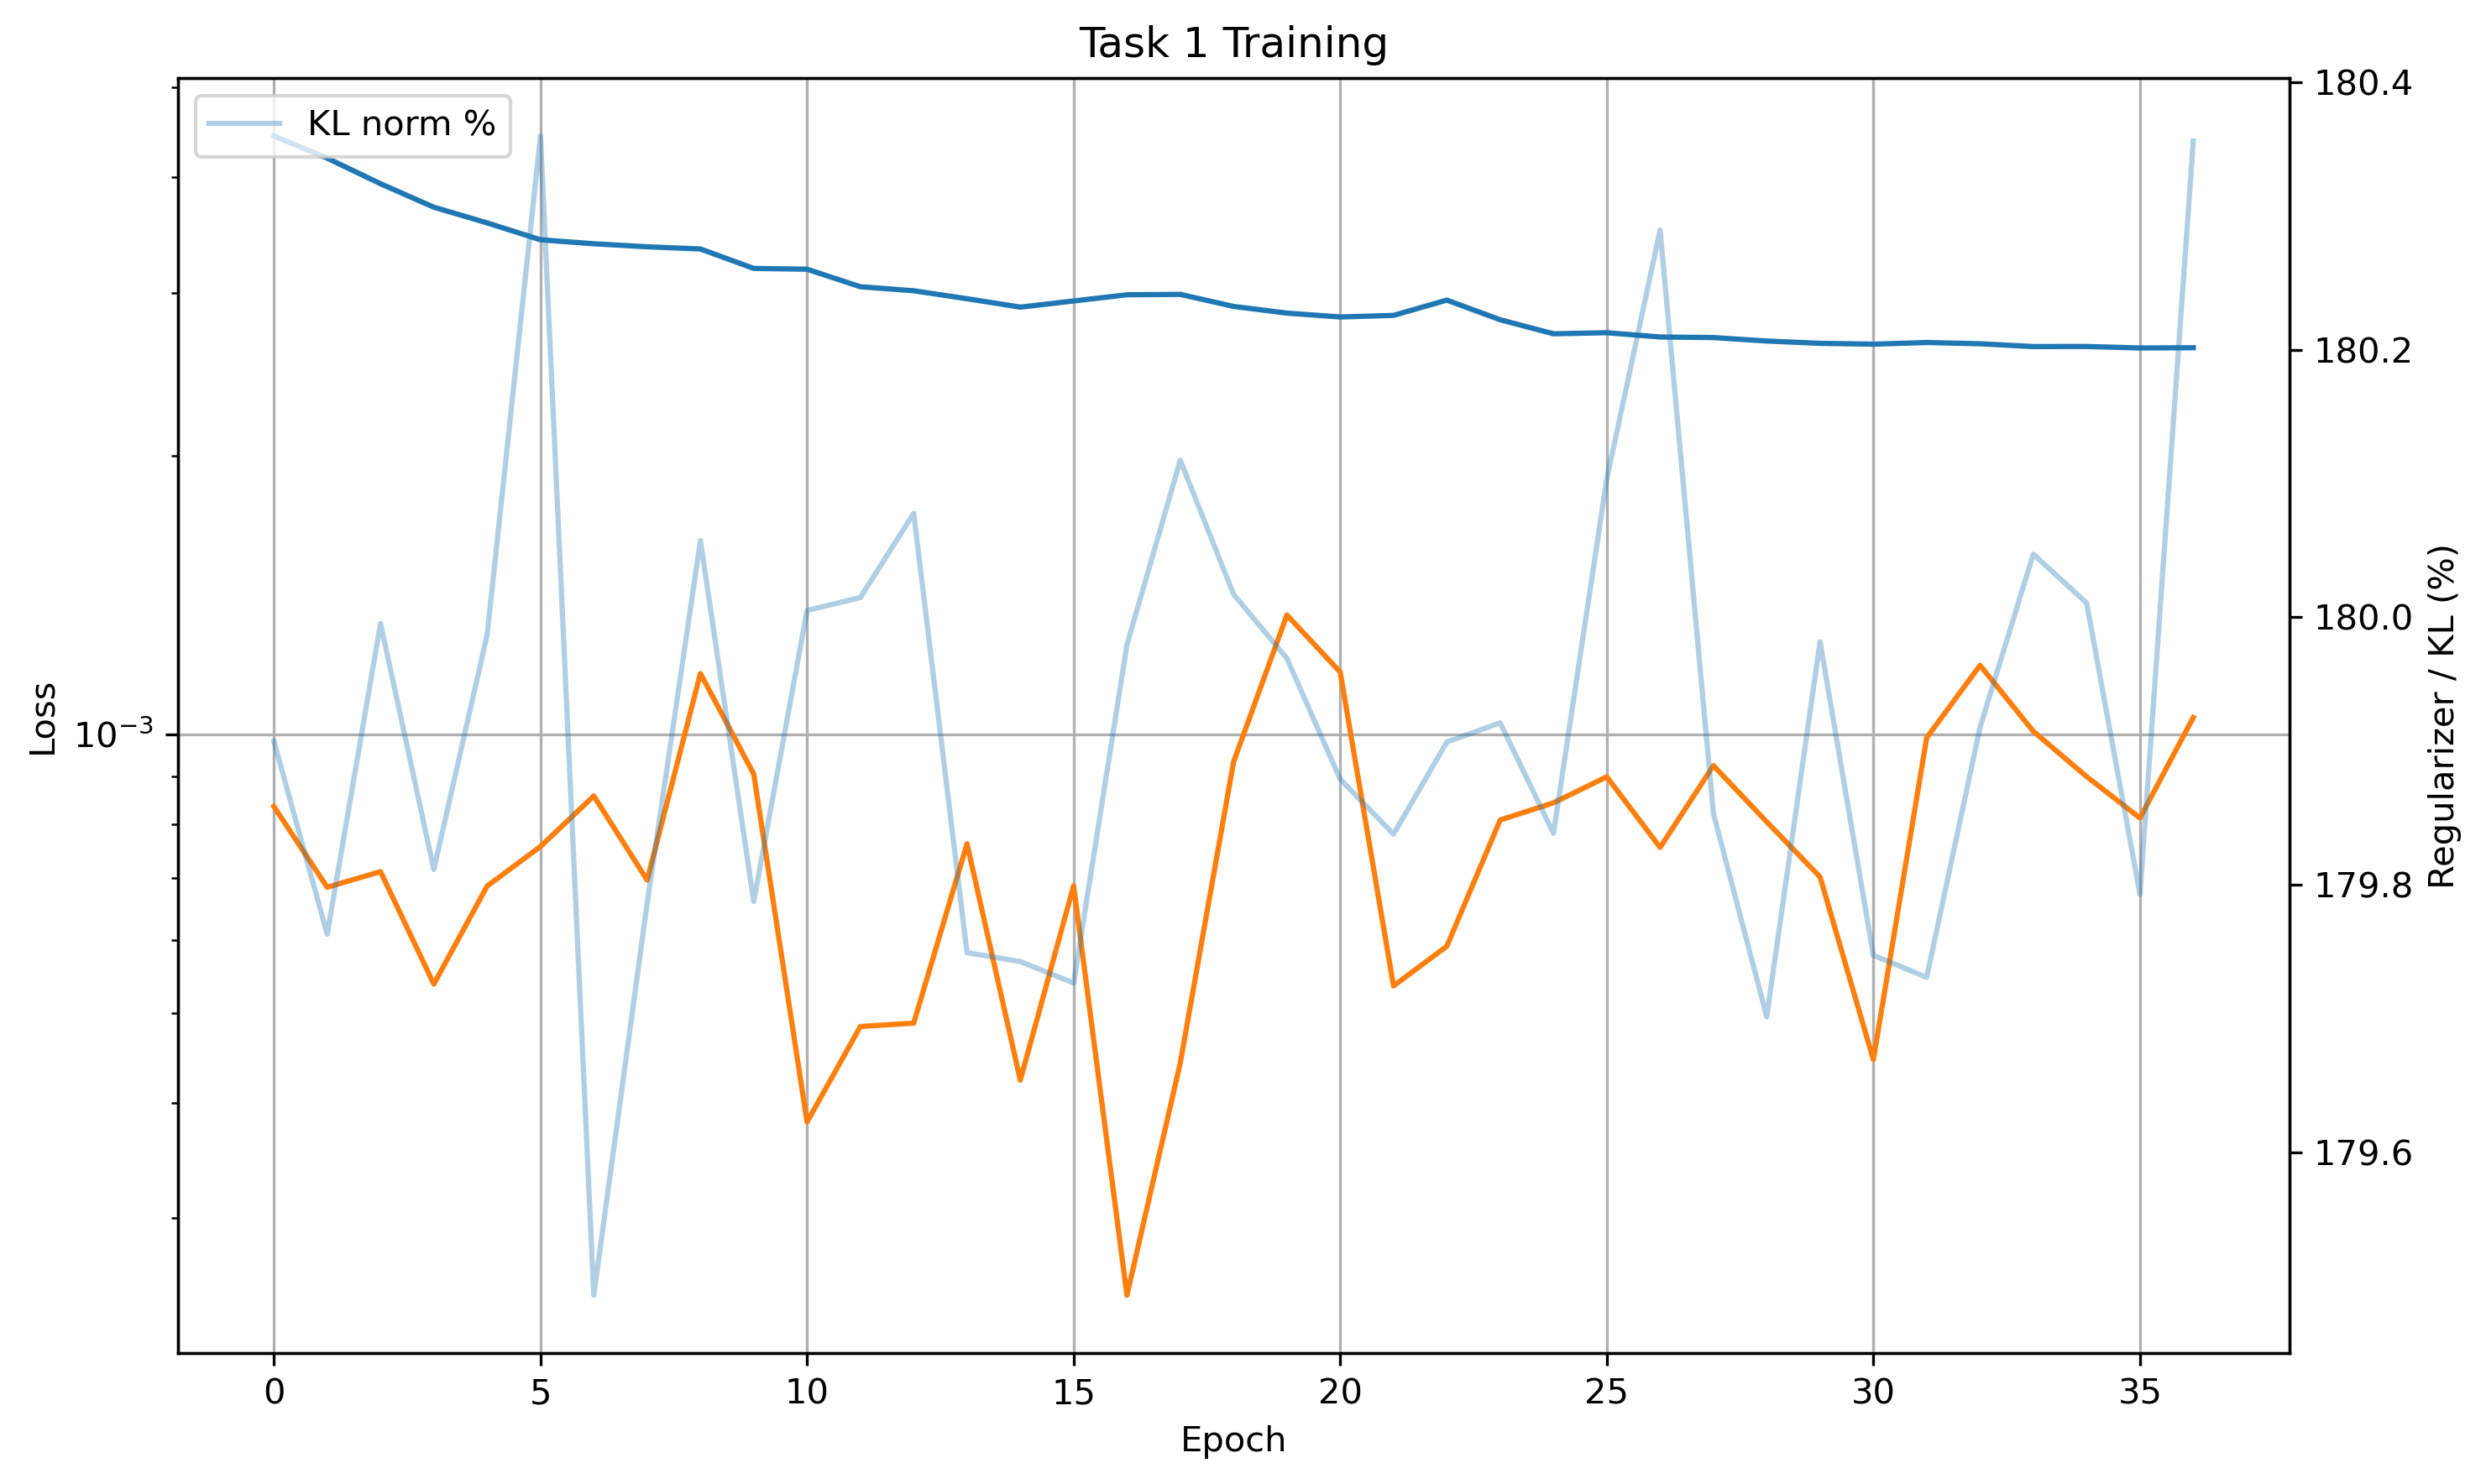 Task 1 Training
KL norm %
Loss
10⁻³
180.4
180.2
180.0
179.8
179.6
Regularizer / KL (%)
0 5 10 15 20 25 30 35
Epoch